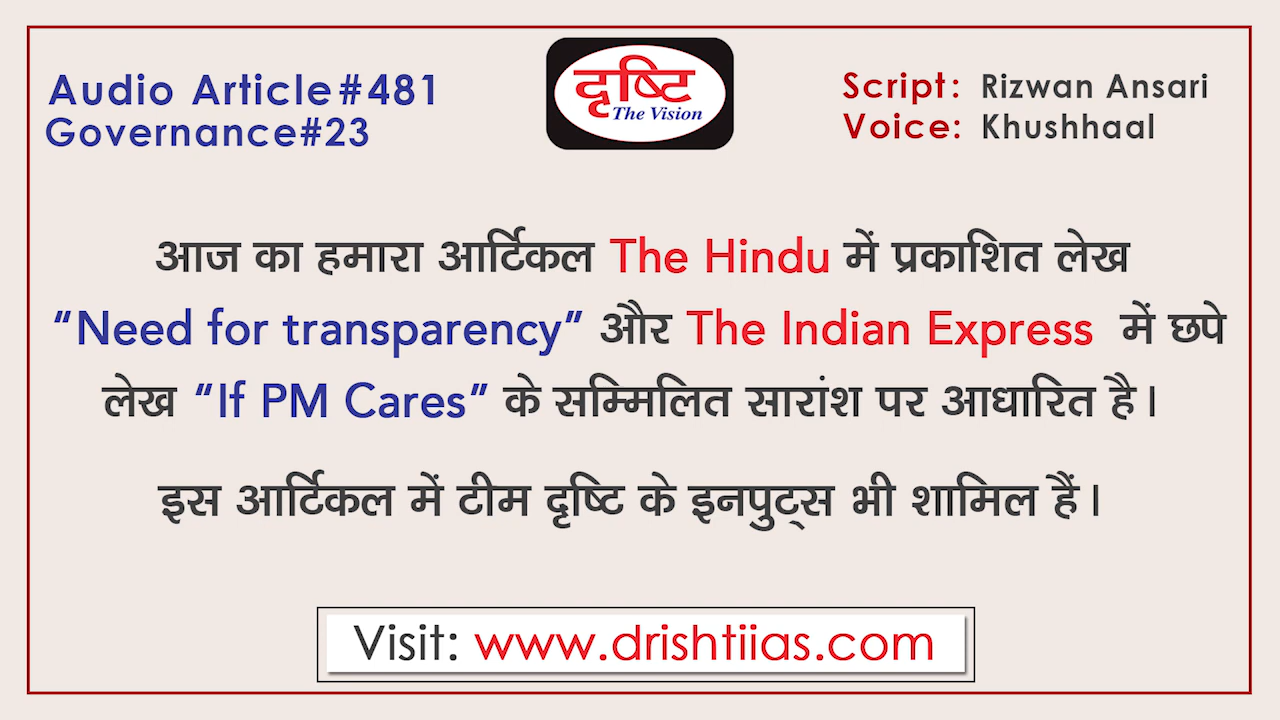 Audio Article#481
Governance#23
दृष्टि
The Vision
Script: Rizwan Ansari
Voice: Khushhaal
आज का हमारा आर्टिकल The Hindu में प्रकाशित लेख
“Need for transparency” और The Indian Express में छपे
लेख “If PM Cares” के सम्मिलित सारांश पर आधारित है।
इस आर्टिकल में टीम दृष्टि के इनपुट्स भी शामिल हैं।
Visit: www.drishtiias.com